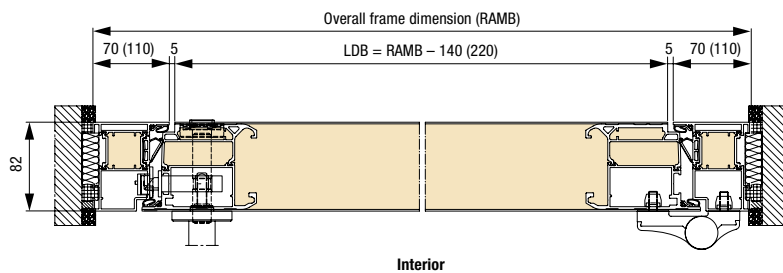 Overall frame dimension (RAMB)
70 (110)
5
LDB = RAMB – 140 (220)
5
70 (110)
82
Interior